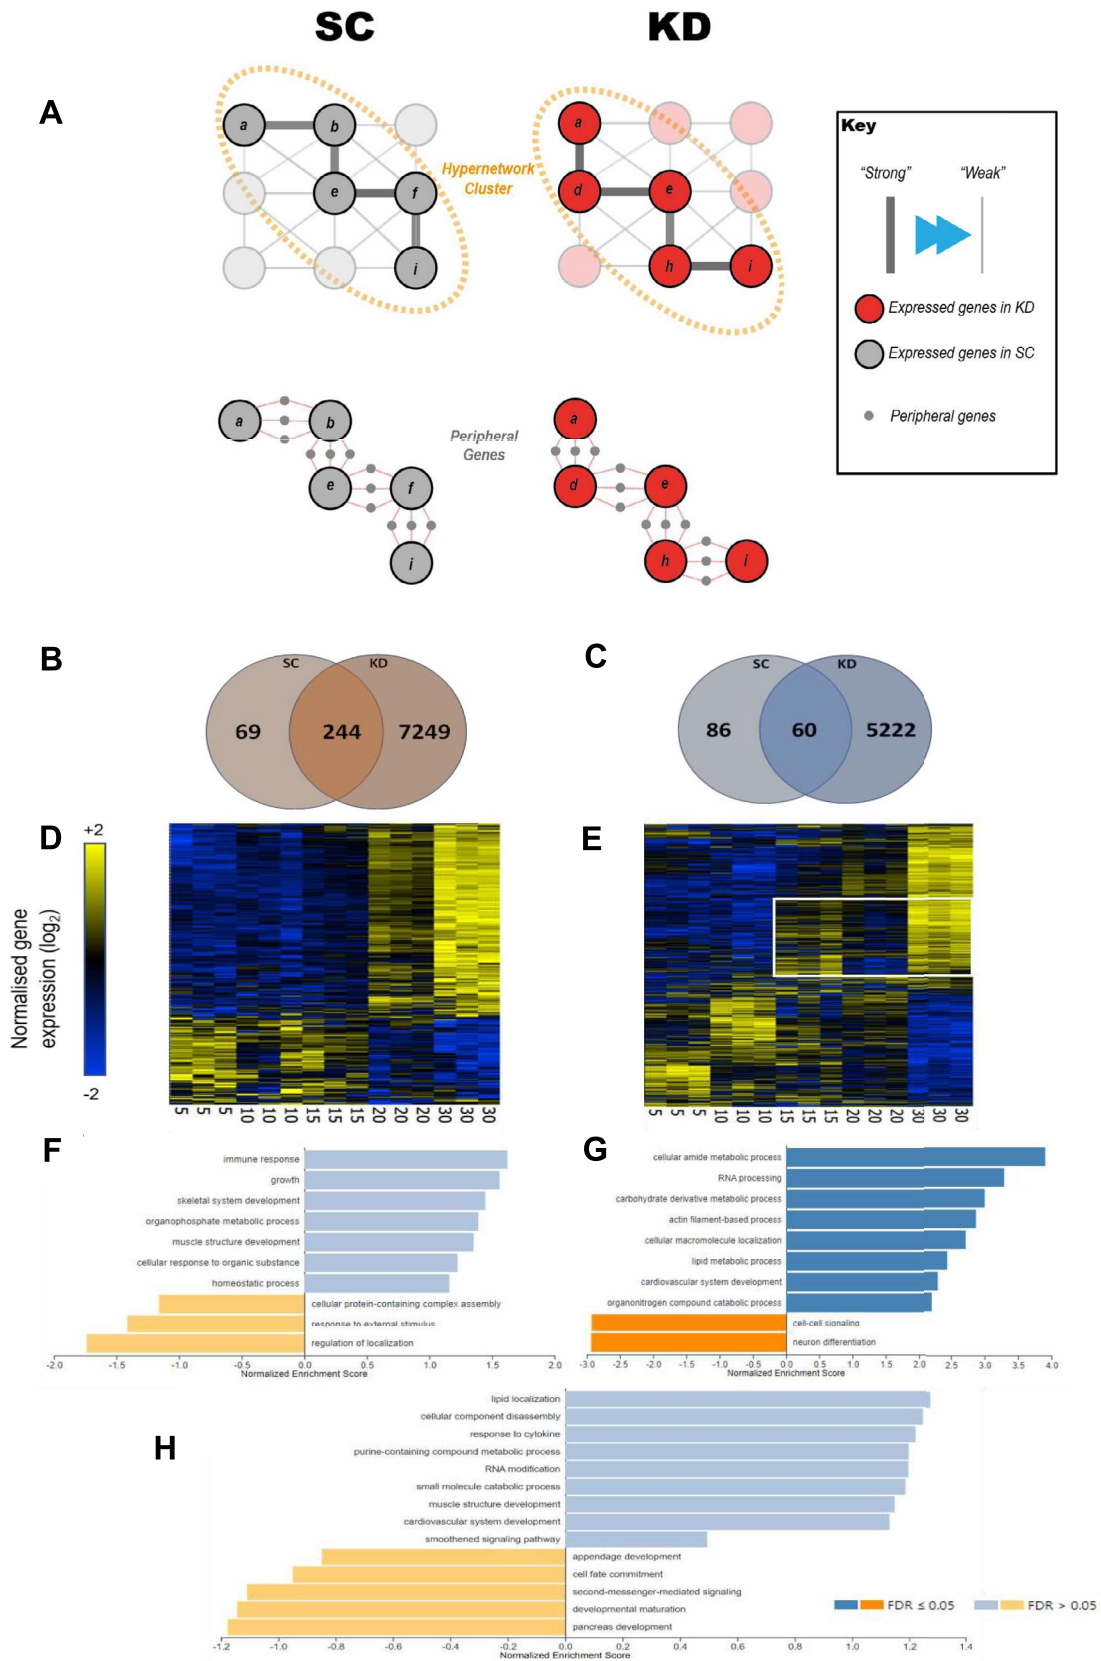 SC
KD
A
a
b
e
f
i
Hypernetwork
Cluster
a
d
e
h
i
Key
“Strong”
“Weak”
Expressed genes in KD
Expressed genes in SC
Peripheral genes
a
b
e
f
i
Peripheral
Genes
a
d
e
h
i
B
SC
KD
69
244
7249
C
SC
KD
86
60
5222
D
+2
Normalised gene
expression (log2)
-2
5 5 5 10 10 10 15 15 15 20 20 20 30 30 30
E
5 5 5 10 10 10 15 15 15 20 20 20 30 30 30
F
immune response
growth
skeletal system development
organophosphate metabolic process
muscle structure development
cellular response to organic substance
homeostatic process
cellular protein-containing complex assembly
response to external stimulus
regulation of localization
-2.0 -1.5 -1.0 -0.5 0.0 0.5 1.0 1.5 2.0
Normalized Enrichment Score
G
cellular amide metabolic process
RNA processing
carbohydrate derivative metabolic process
actin filament-based process
cellular macromolecule localization
lipid metabolic process
cardiovascular system development
organonitrogen compound catabolic process
cell-cell signaling
neuron differentiation
-3.0 -2.5 -2.0 -1.5 -1.0 -0.5 0.0 0.5 1.0 1.5 2.0 2.5 3.0 3.5 4.0
Normalized Enrichment Score
H
lipid localization
cellular component disassembly
response to cytokine
purine-containing compound metabolic process
RNA modification
small molecule catabolic process
muscle structure development
cardiovascular system development
smoothened signaling pathway
appendage development
cell fate commitment
second-messenger-mediated signaling
developmental maturation
pancreas development
FDR ≤ 0.05
FDR > 0.05
-1.2 -1.0 -0.8 -0.6 -0.4 -0.2 0.0 0.2 0.4 0.6 0.8 1.0 1.2 1.4
Normalized Enrichment Score